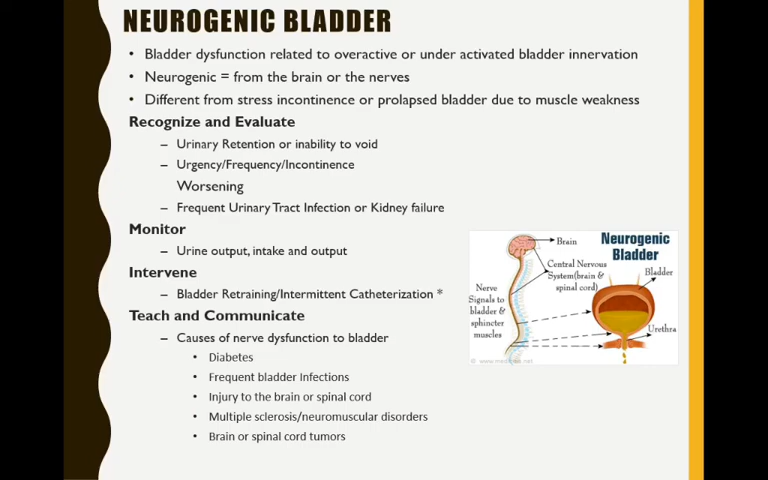 NEUROGENIC BLADDER
• Bladder dysfunction related to overactive or under activated bladder innervation
• Neurogenic = from the brain or the nerves
• Different from stress incontinence or prolapsed bladder due to muscle weakness
Recognize and Evaluate
– Urinary Retention or inability to void
– Urgency/Frequency/Incontinence
Worsening
– Frequent Urinary Tract Infection or Kidney failure
Monitor
– Urine output, intake and output
Intervene
– Bladder Retraining/Intermittent Catheterization *
Teach and Communicate
– Causes of nerve dysfunction to bladder
• Diabetes
• Frequent bladder Infections
• Injury to the brain or spinal cord
• Multiple sclerosis/neuromuscular disorders
• Brain or spinal cord tumors
Neurogenic
Bladder
Brain
Central Nervous
System(brain &
spinal cord)
Nerve
Signals to
bladder &
sphincter
muscles
Bladder
Urethra